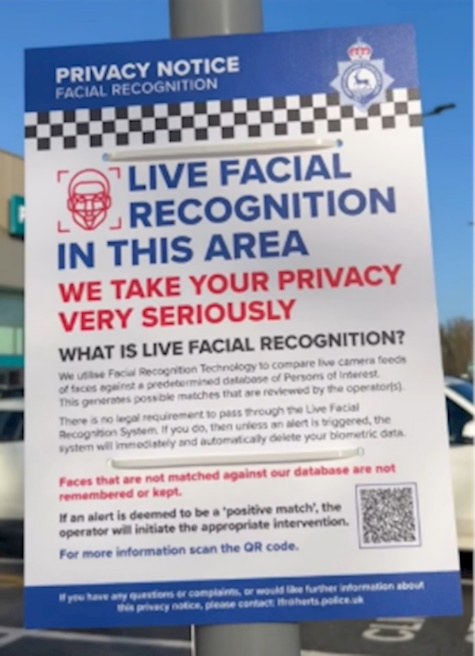 PRIVACY NOTICE
FACIAL RECOGNITION
LIVE FACIAL
RECOGNITION
IN THIS AREA
WE TAKE YOUR PRIVACY
VERY SERIOUSLY
WHAT IS LIVE FACIAL RECOGNITION?
We utilise Facial Recognition Technology to compare live camera feeds
of faces against a predetermined database of Persons of Interest.
This generates possible matches that are reviewed by the operator(s).
There is no legal requirement to pass through the Live Facial
Recognition System. If you do, then unless an alert is triggered, the
system will immediately and automatically delete your biometric data.
Faces that are not matched against our database are not
remembered or kept.
If an alert is deemed to be a 'positive match', the
operator will initiate the appropriate intervention.
For more information scan the QR code.
If you have any questions or complaints, or would like further information about
this privacy notice, please contact: lfr@herts.police.uk